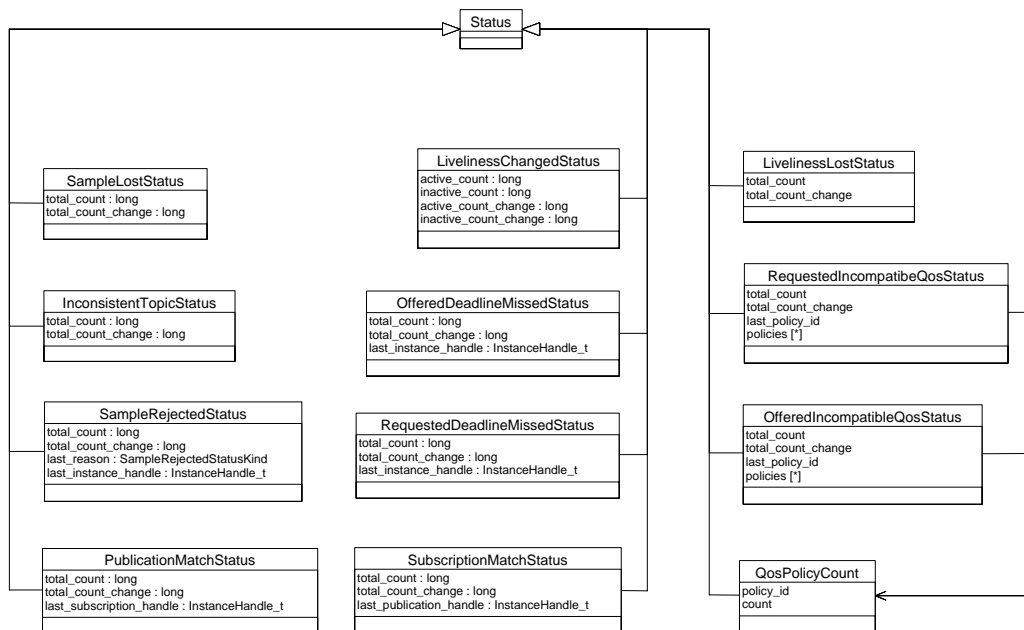 Status
SampleLostStatus
total_count : long
total_count_change : long
InconsistentTopicStatus
total_count : long
total_count_change : long
SampleRejectedStatus
total_count : long
total_count_change : long
last_reason : SampleRejectedStatusKind
last_instance_handle : InstanceHandle_t
PublicationMatchStatus
total_count : long
total_count_change : long
last_subscription_handle : InstanceHandle_t
LivelinessChangedStatus
active_count : long
inactive_count : long
active_count_change : long
inactive_count_change : long
OfferedDeadlineMissedStatus
total_count : long
total_count_change : long
last_instance_handle : InstanceHandle_t
RequestedDeadlineMissedStatus
total_count : long
total_count_change : long
last_instance_handle : InstanceHandle_t
SubscriptionMatchStatus
total_count : long
total_count_change : long
last_publication_handle : InstanceHandle_t
LivelinessLostStatus
total_count
total_count_change
RequestedIncompatibeQosStatus
total_count
total_count_change
last_policy_id
policies [*]
OfferedIncompatibleQosStatus
total_count
total_count_change
last_policy_id
policies [*]
QosPolicyCount
policy_id
count